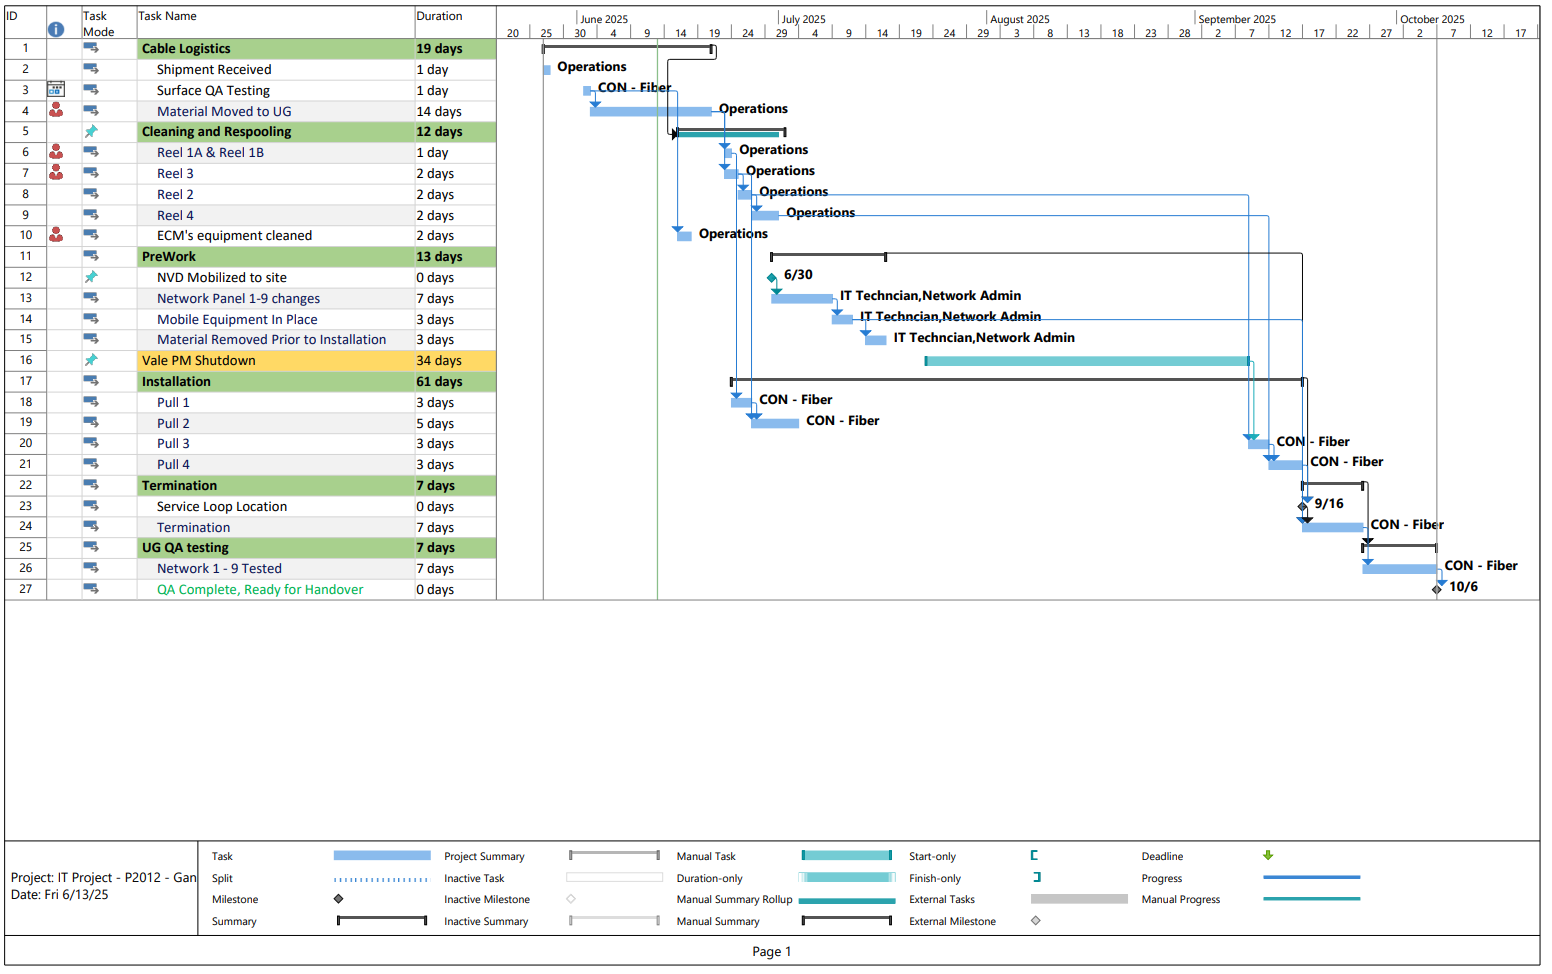 ID Task Mode Task Name Duration
June 2025 July 2025 August 2025 September 2025 October 2025
20 25 30 4 9 14 19 24 29 4 9 14 19 24 29 3 8 13 18 23 28 2 7 12 17 22 27 2 7 12 17
1 Cable Logistics 19 days
2 Shipment Received 1 day Operations
3 Surface QA Testing 1 day CON - Fiber
4 Material Moved to UG 14 days Operations
5 Cleaning and Respooling 12 days
6 Reel 1A & Reel 1B 1 day Operations
7 Reel 3 2 days Operations
8 Reel 2 2 days Operations
9 Reel 4 2 days Operations
10 ECM's equipment cleaned 2 days Operations
11 PreWork 13 days
12 NVD Mobilized to site 0 days 6/30
13 Network Panel 1-9 changes 7 days IT Techncian,Network Admin
14 Mobile Equipment In Place 3 days IT Techncian,Network Admin
15 Material Removed Prior to Installation 3 days IT Techncian,Network Admin
16 Vale PM Shutdown 34 days
17 Installation 61 days
18 Pull 1 3 days CON - Fiber
19 Pull 2 5 days CON - Fiber
20 Pull 3 3 days CON - Fiber
21 Pull 4 3 days CON - Fiber
22 Termination 7 days
23 Service Loop Location 0 days 9/16
24 Termination 7 days CON - Fiber
25 UG QA testing 7 days
26 Network 1 - 9 Tested 7 days CON - Fiber
27 QA Complete, Ready for Handover 0 days 10/6
Project: IT Project - P2012 - Gan
Date: Fri 6/13/25
Task Project Summary Manual Task Start-only Deadline
Split Inactive Task Duration-only Finish-only Progress
Milestone Inactive Milestone Manual Summary Rollup External Tasks Manual Progress
Summary Inactive Summary Manual Summary External Milestone
Page 1